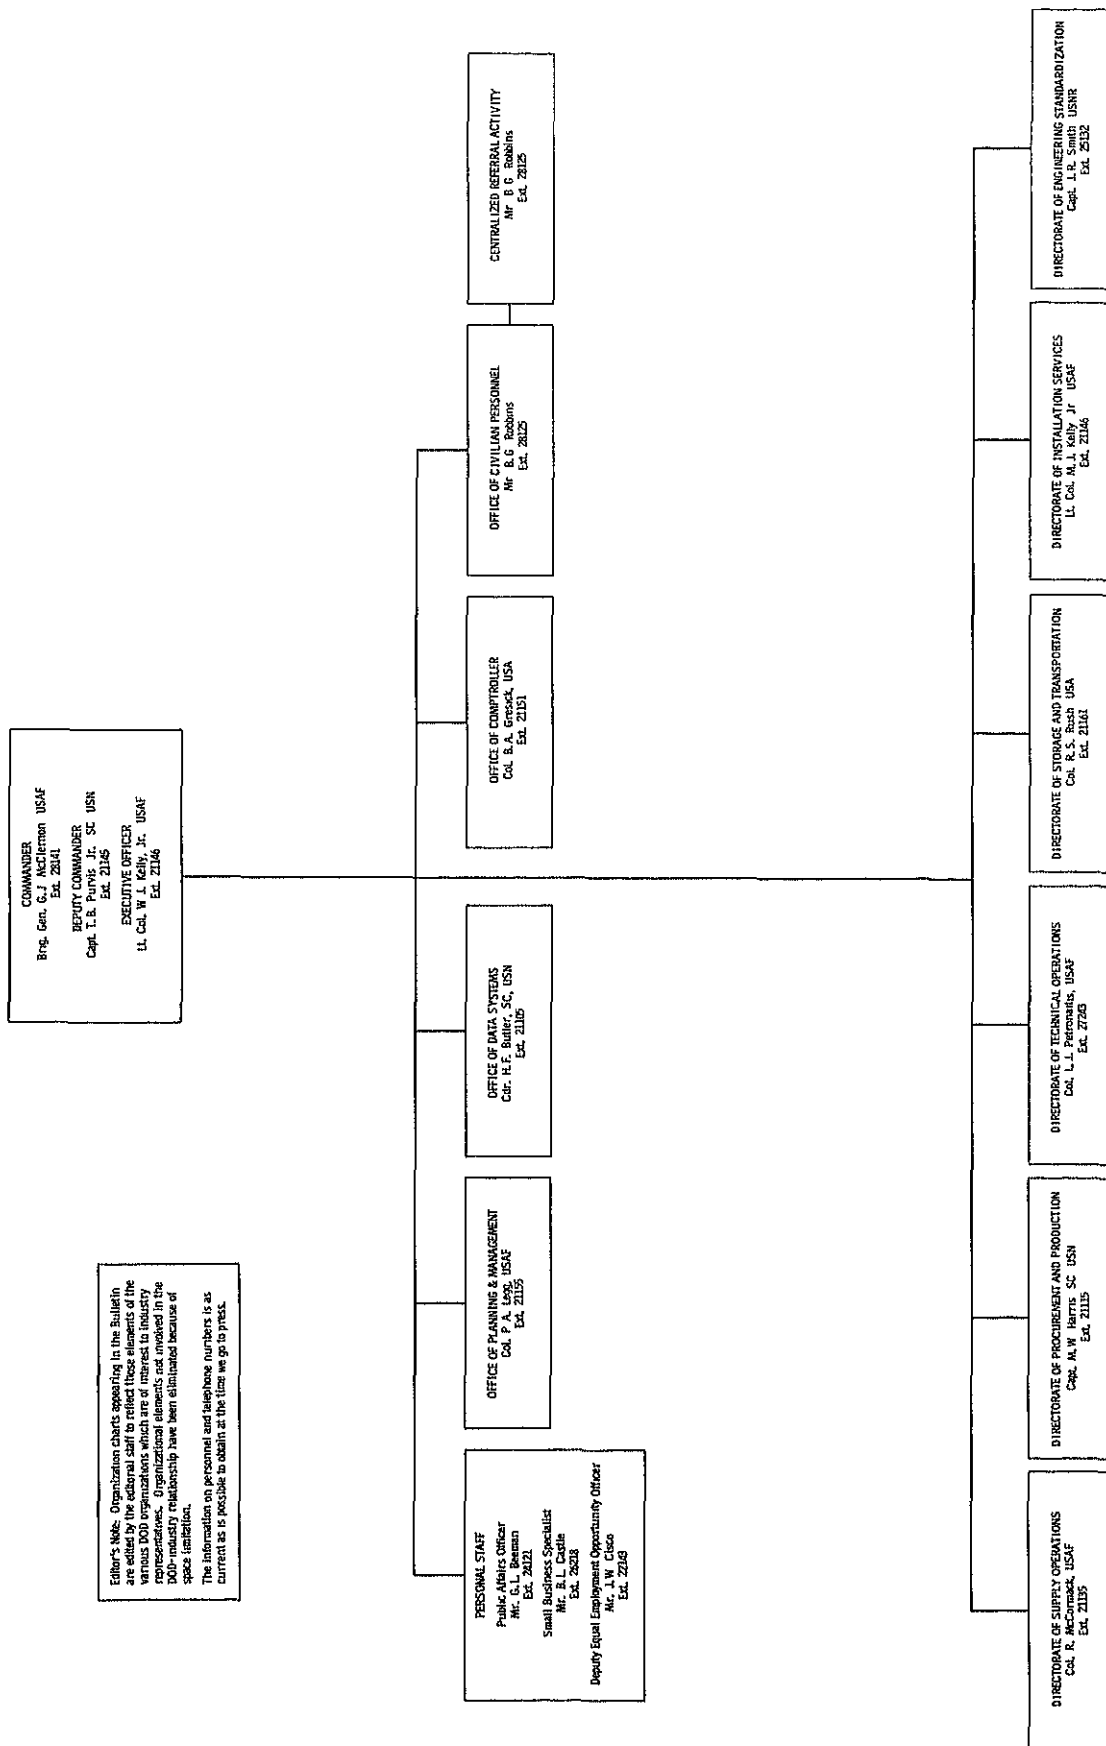 Editor's Note: Organization charts appearing in the Bulletin
are edited by the editorial staff to reflect those elements of the
various DOD organizations which are of interest to industry
representatives. Organizational elements not involved in the
DOD-industry relationship have been eliminated because of
space limitation.
The information on personnel and telephone numbers is as
current as is possible to obtain at the time we go to press.
COMMANDER
Brig. Gen. G.J McClernon USAF
Ext. 28141
DEPUTY COMMANDER
Capt. T.B. Purvis Jr. SC USN
Ext. 21145
EXECUTIVE OFFICER
Lt. Col. W J. Kelly, Jr. USAF
Ext. 21146
PERSONAL STAFF
Public Affairs Officer
Mr. G.L. Beeman
Ext. 28121
Small Business Specialist
Mr. B.L. Castle
Ext. 26218
Deputy Equal Employment Opportunity Officer
Mr. J.W Cisco
Ext. 22343
OFFICE OF PLANNING & MANAGEMENT
Col. P A. Legg, USAF
Ext. 21155
OFFICE OF DATA SYSTEMS
Cdr. H.F. Butler, SC, USN
Ext. 21105
OFFICE OF COMPTROLLER
Col. B.A. Gresick, USA
Ext. 21151
OFFICE OF CIVILIAN PERSONNEL
Mr B.G Robbins
Ext. 28125
CENTRALIZED REFERRAL ACTIVITY
Mr B G Robbins
Ext. 28125
DIRECTORATE OF SUPPLY OPERATIONS
Col. R. McCormack, USAF
Ext. 21135
DIRECTORATE OF PROCUREMENT AND PRODUCTION
Capt. M.W Harris SC USN
Ext. 21115
DIRECTORATE OF TECHNICAL OPERATIONS
Col. L.J. Petronatis, USAF
Ext. 27243
DIRECTORATE OF STORAGE AND TRANSPORTATION
Col. R.S. Rush USA
Ext. 21161
DIRECTORATE OF INSTALLATION SERVICES
Lt. Col. M.J. Kelly Jr USAF
Ext. 21146
DIRECTORATE OF ENGINEERING STANDARDIZATION
Capt. J.R. Smith USNR
Ext. 25132